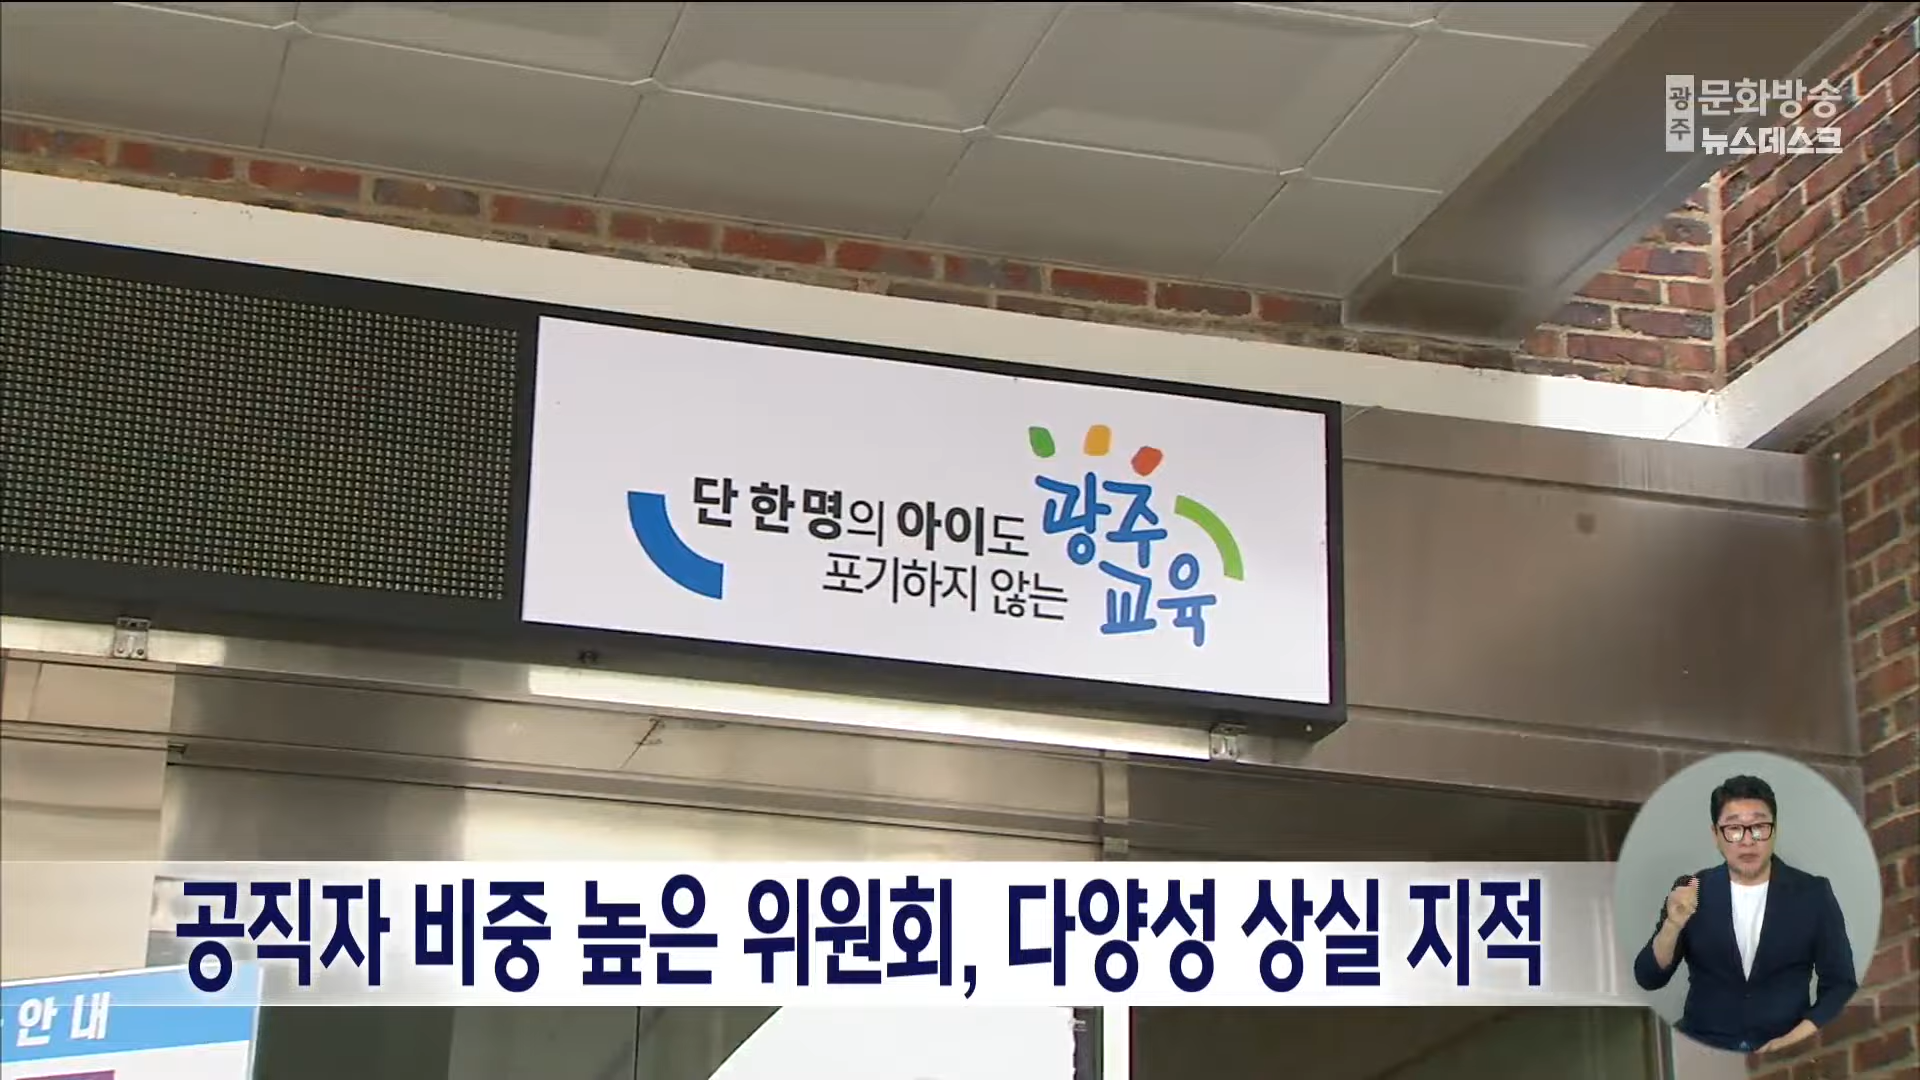 광주
문화방송
뉴스데스크
단 한 명의 아이도
포기하지 않는
광주
교육
공직자 비중 높은 위원회, 다양성 상실 지적
안내